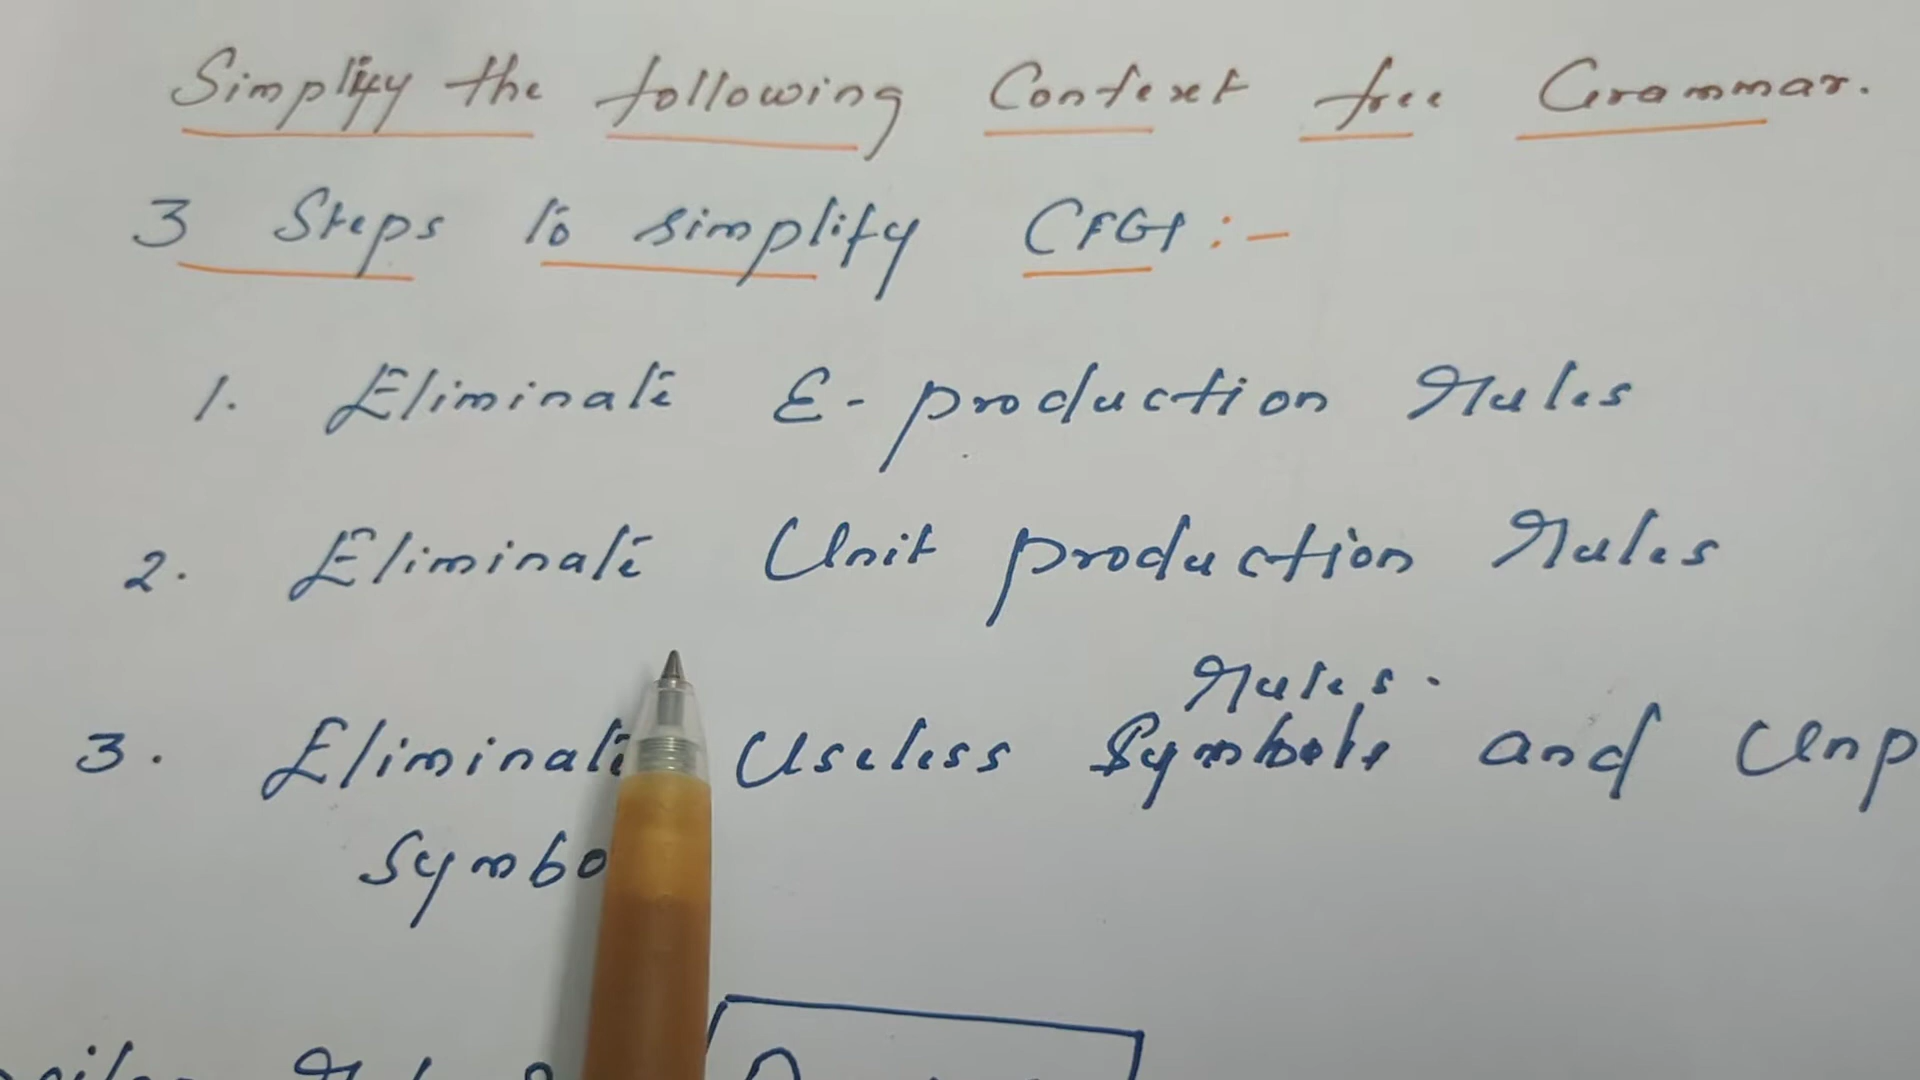 Simplify the following Context free Grammar.
3 Steps to simplify CFG :-
1. Eliminate ε- production rules
2. Eliminate Unit production rules
rules.
3. Eliminate Useless Symbols and Unp
Symbo